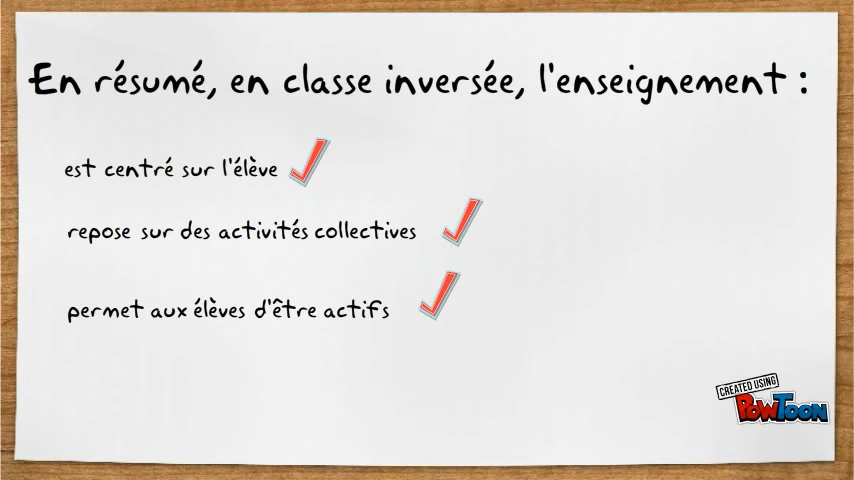 En résumé, en classe inversée, l'enseignement :
est centré sur l'élève
repose sur des activités collectives
permet aux élèves d'être actifs
CREATED USING
POWTOON